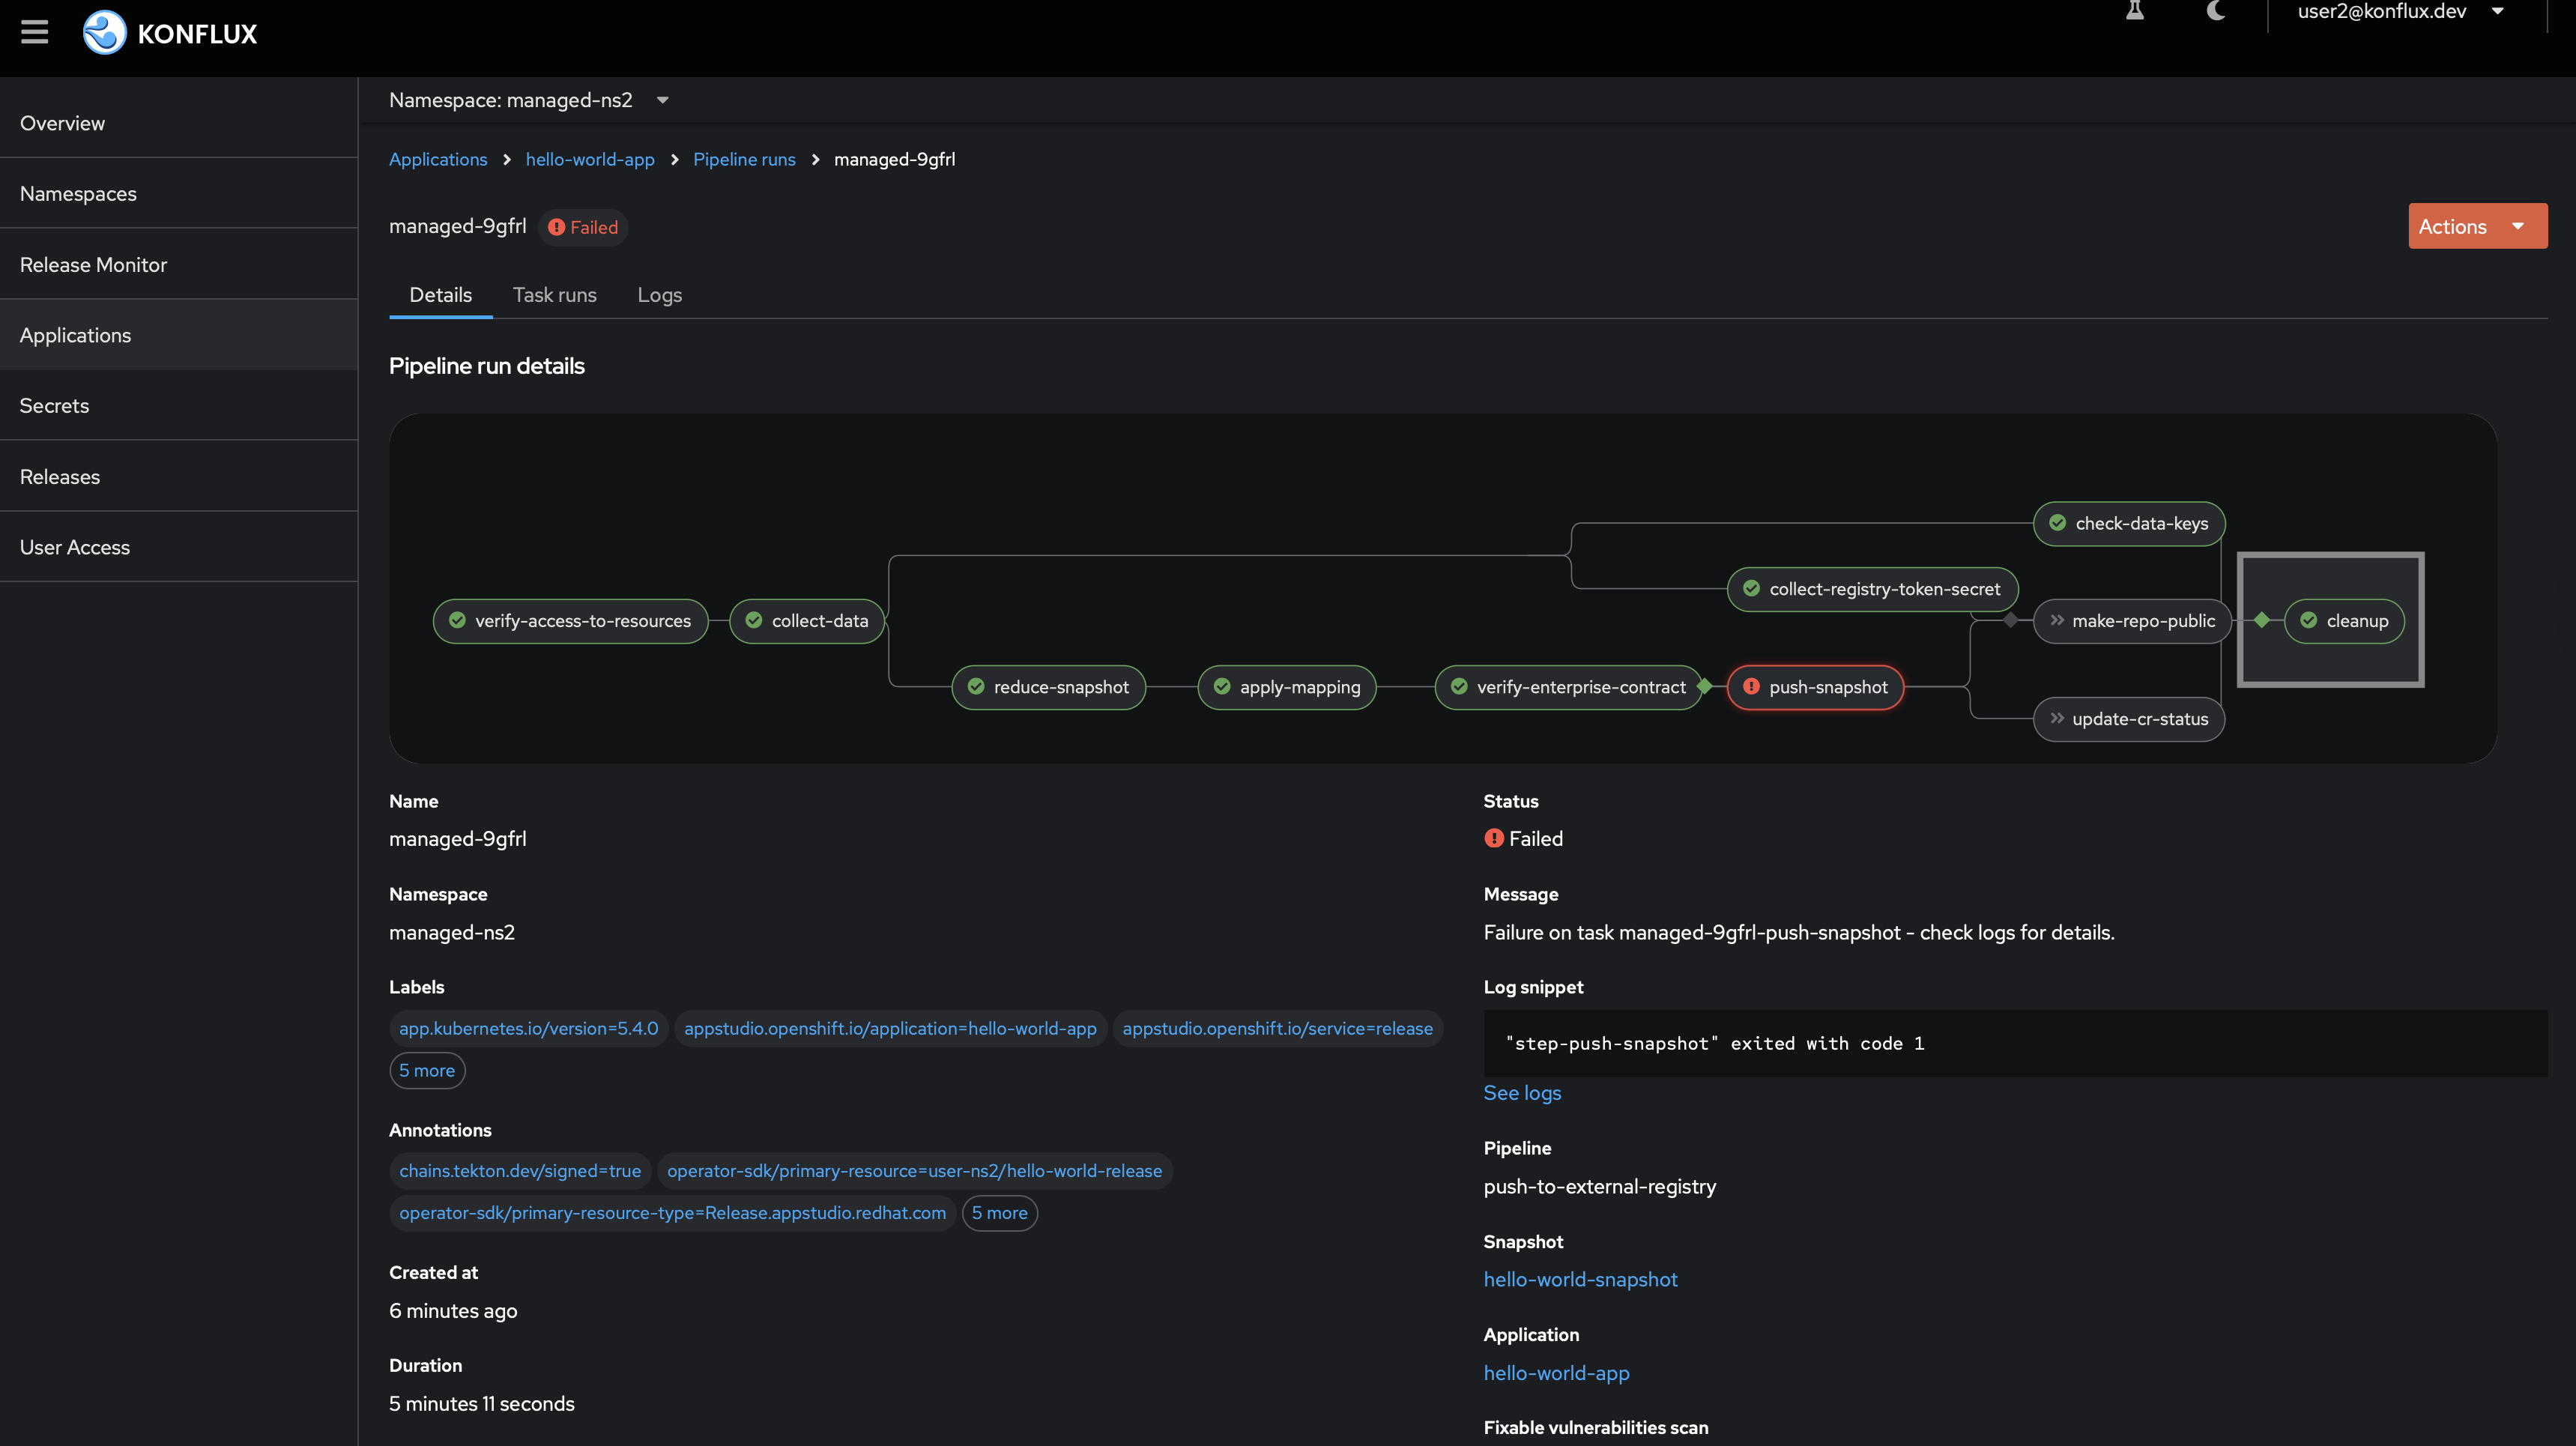 KONFLUX
user2@konflux.dev
Overview
Namespaces
Release Monitor
Applications
Secrets
Releases
User Access
Namespace: managed-ns2
Applications > hello-world-app > Pipeline runs > managed-9gfrl
managed-9gfrl Failed
Actions
Details Task runs Logs
Pipeline run details
check-data-keys
collect-registry-token-secret
verify-access-to-resources collect-data make-repo-public cleanup
reduce-snapshot apply-mapping verify-enterprise-contract push-snapshot
update-cr-status
Name
managed-9gfrl
Namespace
managed-ns2
Labels
app.kubernetes.io/version=5.4.0 appstudio.openshift.io/application=hello-world-app appstudio.openshift.io/service=release
5 more
Annotations
chains.tekton.dev/signed=true operator-sdk/primary-resource=user-ns2/hello-world-release
operator-sdk/primary-resource-type=Release.appstudio.redhat.com 5 more
Created at
6 minutes ago
Duration
5 minutes 11 seconds
Status
Failed
Message
Failure on task managed-9gfrl-push-snapshot - check logs for details.
Log snippet
"step-push-snapshot" exited with code 1
See logs
Pipeline
push-to-external-registry
Snapshot
hello-world-snapshot
Application
hello-world-app
Fixable vulnerabilities scan